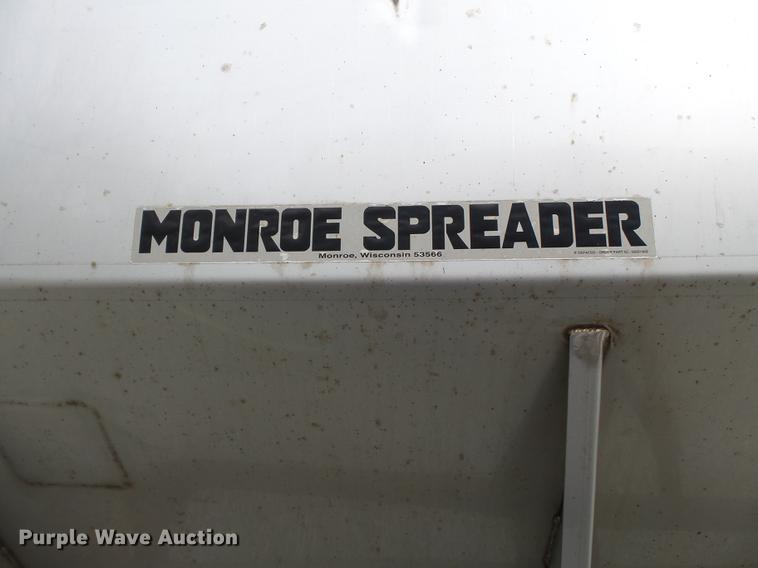 MONROE SPREADER
Monroe, Wisconsin 53566
Purple Wave Auction